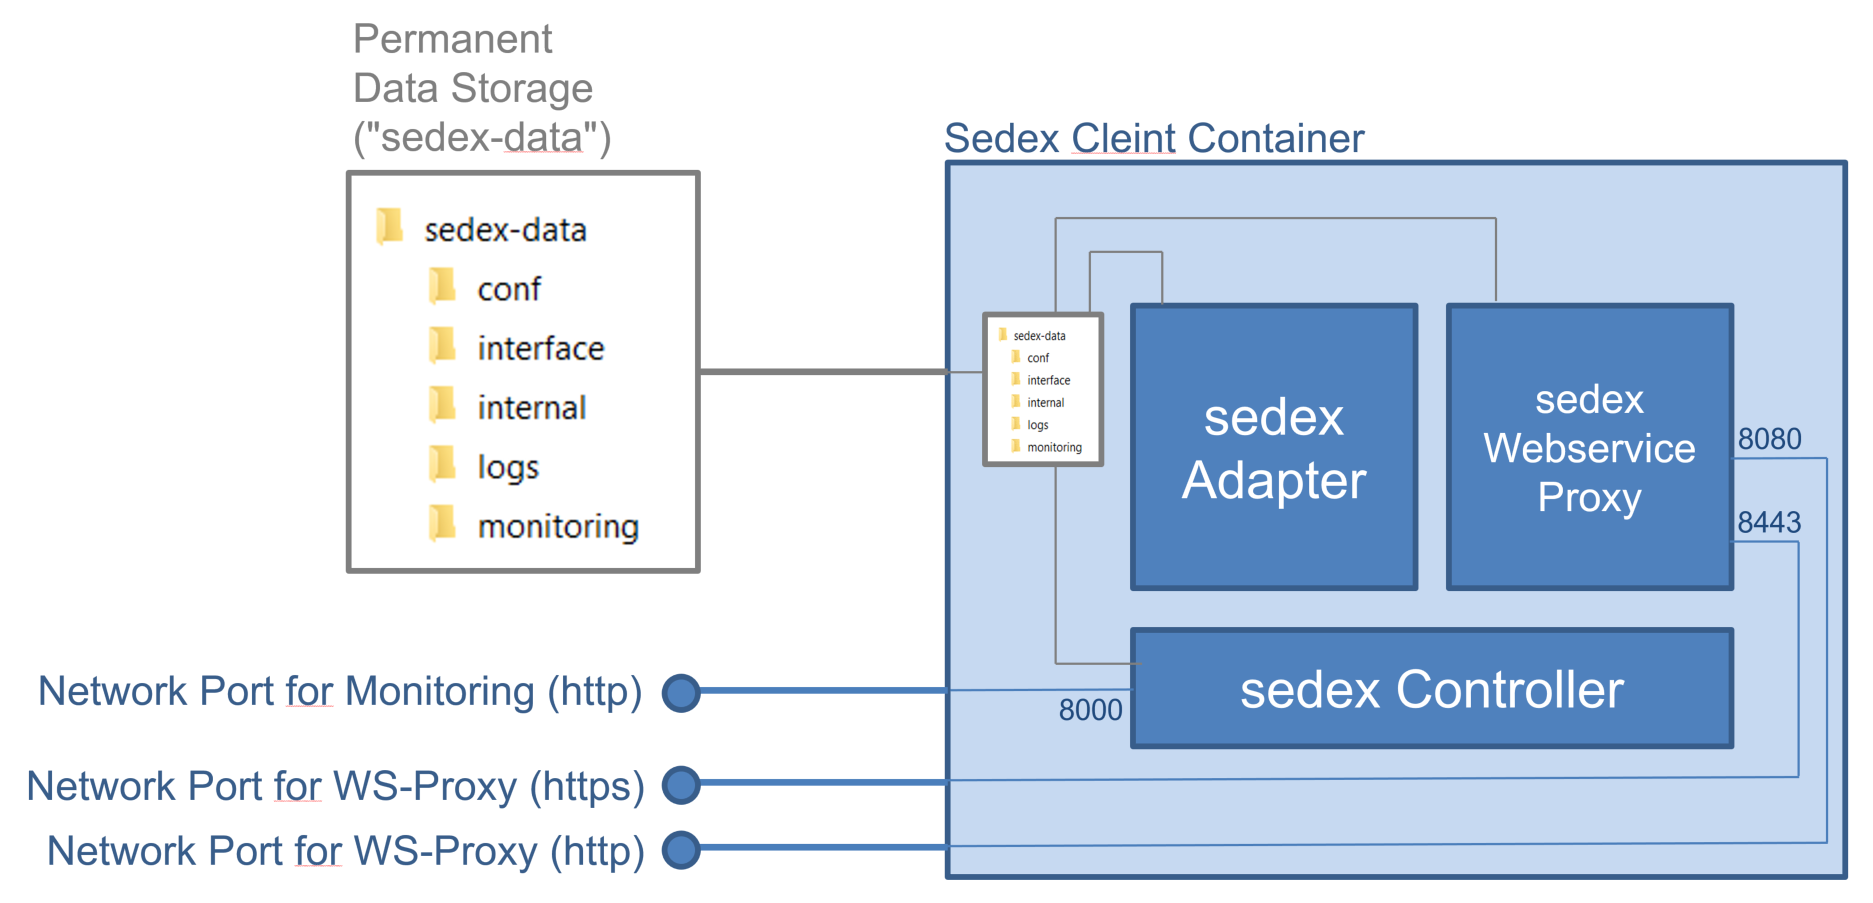 Permanent
Data Storage
("sedex-data")
sedex-data
conf
interface
internal
logs
monitoring
Sedex Cleint Container
sedex-data
conf
interface
internal
logs
monitoring
sedex
Adapter
sedex
Webservice
Proxy
8080
8443
sedex Controller
8000
Network Port for Monitoring (http)
Network Port for WS-Proxy (https)
Network Port for WS-Proxy (http)